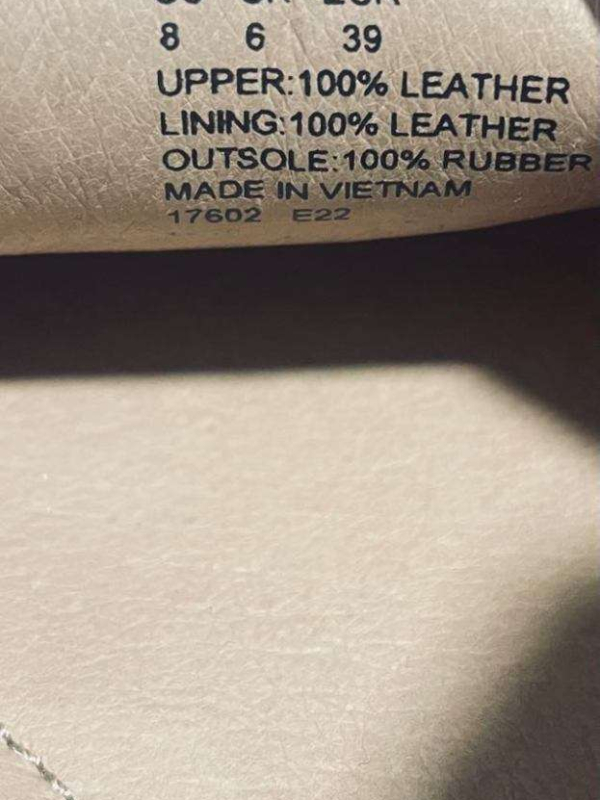 8 6 39
UPPER:100% LEATHER
LINING:100% LEATHER
OUTSOLE:100% RUBBER
MADE IN VIETNAM
17602 E22